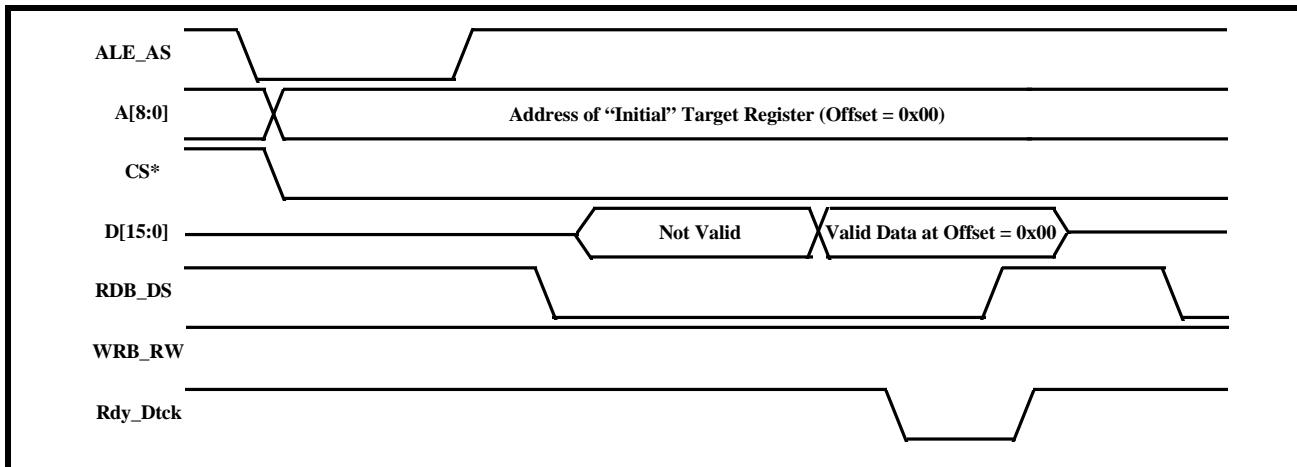 ALE_AS
A[8:0]
Address of “Initial” Target Register (Offset = 0x00)
CS*
D[15:0]
Not Valid
Valid Data at Offset = 0x00
RDB_DS
WRB_RW
Rdy_Dtck